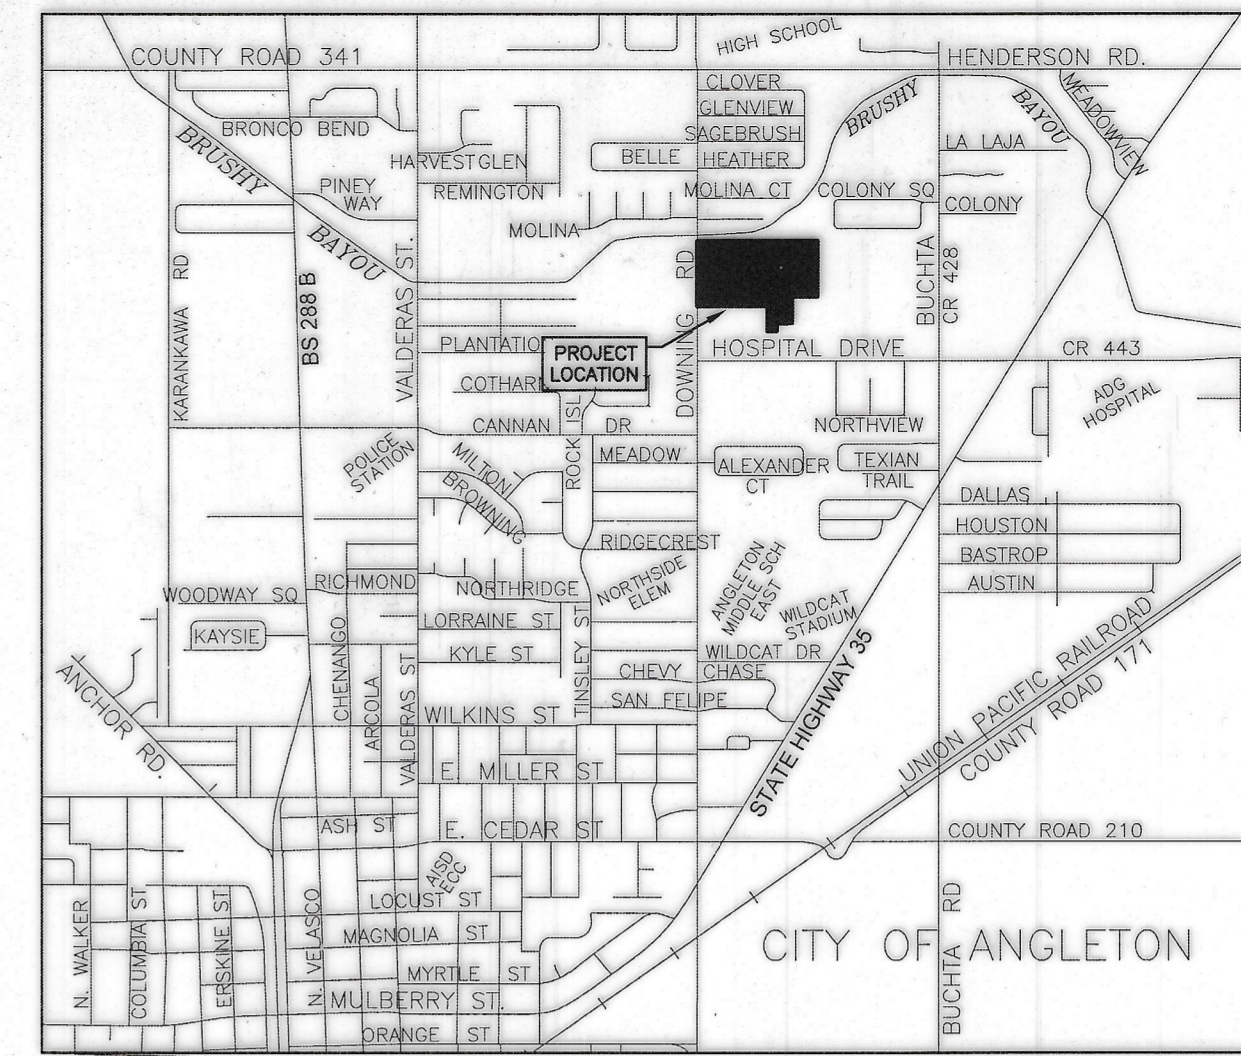 HIGH SCHOOL
COUNTY ROAD 341
HENDERSON RD.
CLOVER
GLENVIEW
BRUSHY
BAYOU
MEADOWVIEW
BRONCO BEND
SAGEBRUSH
LA LAJA
BRUSHY
HARVEST GLEN
BELLE
HEATHER
PINEY
WAY
REMINGTON
MOLINA CT
COLONY SQ
COLONY
MOLINA
BAYOU
KARANKAWA RD
BS 288 B
VALDERAS ST.
DOWNING RD
BUCHTA
CR 428
PLANTATIO
PROJECT
LOCATION
HOSPITAL DRIVE
CR 443
COTHAR
ROCK ISL
ADG
HOSPITAL
CANNAN DR
NORTHVIEW
POLICE
STATION
MILTON
BROWNING
MEADOW
ALEXANDER
CT
TEXIAN
TRAIL
DALLAS
HOUSTON
BASTROP
AUSTIN
RIDGECREST
RICHMOND
NORTHRIDGE
NORTHSIDE
ELEM
ANGLETON
MIDDLE SCH
EAST
WILDCAT
STADIUM
WOODWAY SQ
KAYSIE
LORRAINE ST
KYLE ST
TINSLEY ST
WILDCAT DR
CHEVY CHASE
SAN FELIPE
CHENANGO
ARCOLA
VALDERAS ST
ANCHOR RD.
WILKINS ST
STATE HIGHWAY 35
UNION PACIFIC RAILROAD
COUNTY ROAD 171
E. MILLER ST
ASH ST
E. CEDAR ST
COUNTY ROAD 210
AISD
ECC
LOCUST ST
N. WALKER
COLUMBIA ST
ERSKINE ST.
N. VELASCO
MAGNOLIA ST
MYRTLE ST
MULBERRY ST.
ORANGE ST
CITY OF ANGLETON
BUCHTA RD